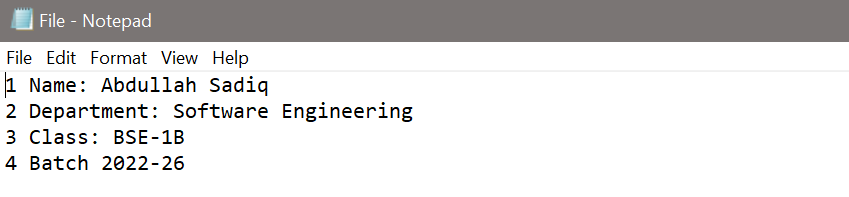 File - Notepad
File Edit Format View Help
1 Name: Abdullah Sadiq
2 Department: Software Engineering
3 Class: BSE-1B
4 Batch 2022-26